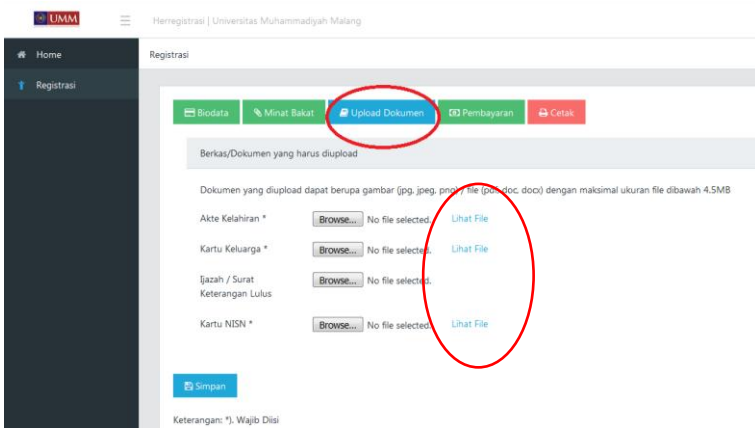 UMM
Herregistrasi | Universitas Muhammadiyah Malang
Home
Registrasi
Registrasi
Biodata
Minat Bakat
Upload Dokumen
Pembayaran
Cetak
Berkas/Dokumen yang harus diupload
Dokumen yang diupload dapat berupa gambar (jpg, jpeg, png) / file (pdf, doc, docx) dengan maksimal ukuran file dibawah 4.5MB
Akte Kelahiran * Browse... No file selected. Lihat File
Kartu Keluarga * Browse... No file selected. Lihat File
Ijazah / Surat Browse... No file selected.
Keterangan Lulus
Kartu NISN * Browse... No file selected. Lihat File
Simpan
Keterangan: *). Wajib Diisi